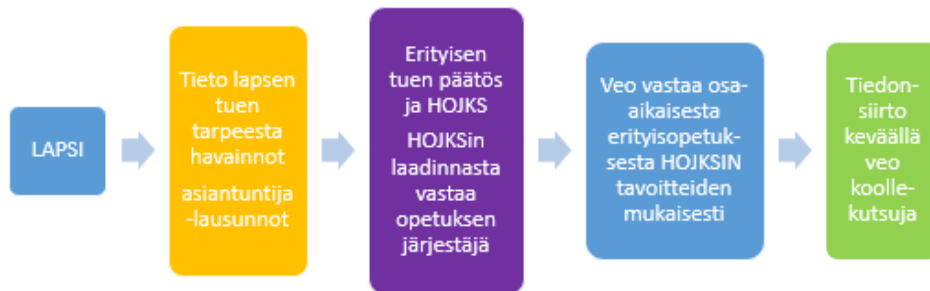 LAPSI
Tieto lapsen
tuen
tarpeesta
havainnot
asiantuntija
-lausunnot
Erityisen
tuen päätös
ja HOJKS
HOJKSin
laadinnasta
vastaa
opetuksen
järjestäjä
Veo vastaa osa-
aikaisesta
erityisopetuk-
sesta HOJKSIN
tavoitteiden
mukaisesti
Tiedon-
siirto
keväällä
veo
koolle-
kutsuja